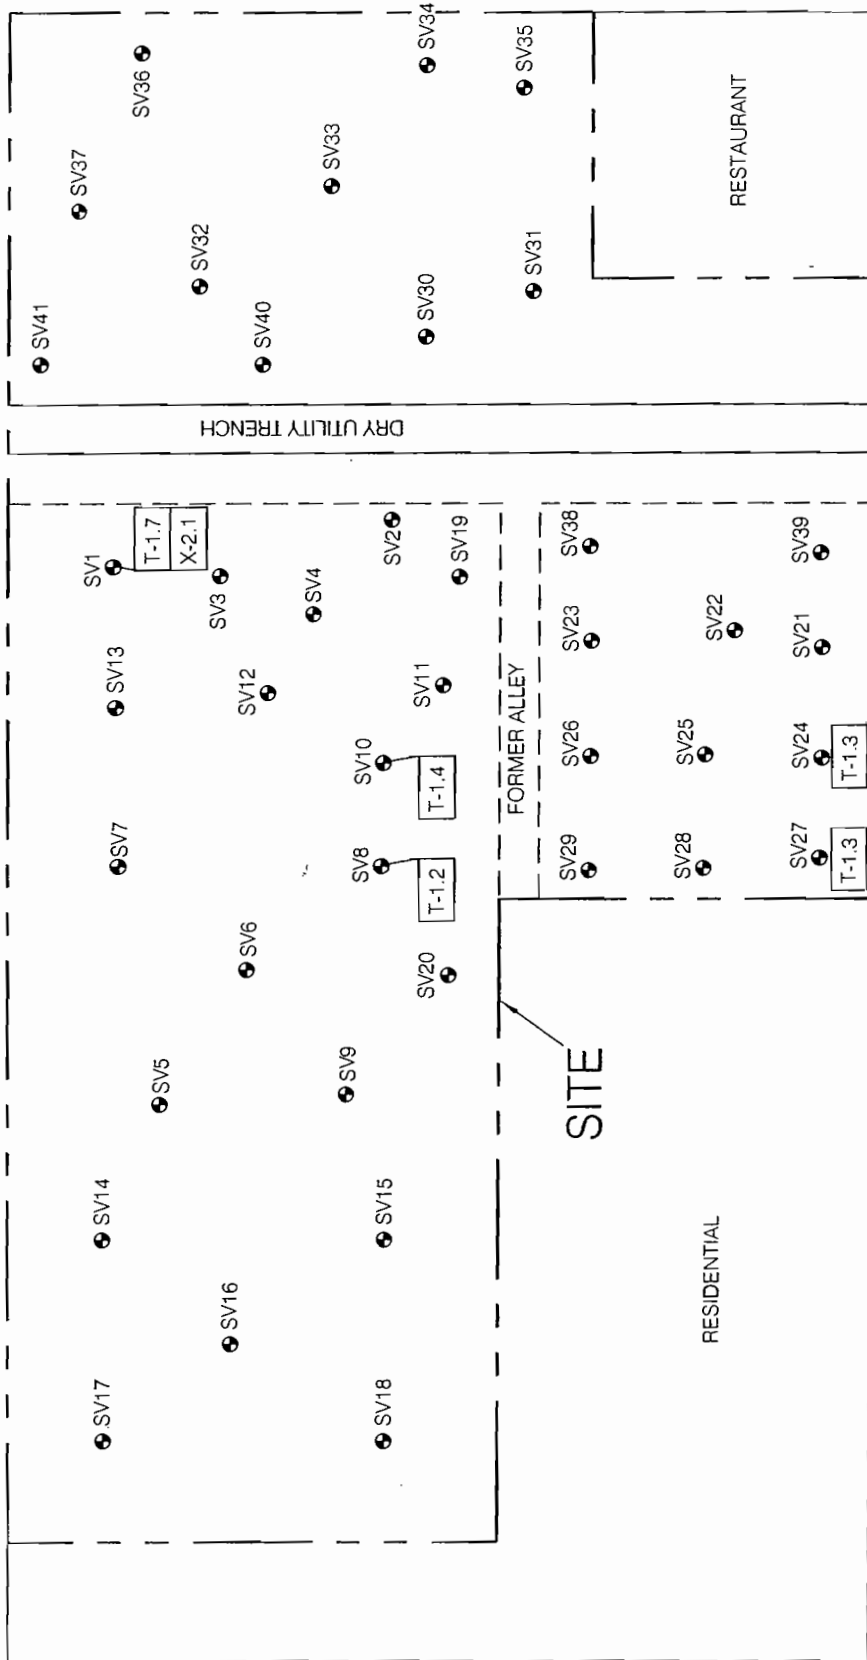 SV36
SV34
SV35
SV37
SV33
SV32
SV41
SV40
SV30
SV31
RESTAURANT
DRY UTILITY TRENCH
SV1
T-1.7
X-2.1
SV3
SV4
SV2
SV19
SV13
SV12
SV11
SV10
T-1.4
SV7
SV8
T-1.2
SV6
SV20
SV5
SV9
SV14
SV15
SV16
SV17
SV18
FORMER ALLEY
SV38
SV39
SV23
SV22
SV21
SV26
SV25
SV24
T-1.3
SV29
SV28
SV27
T-1.3
SITE
RESIDENTIAL